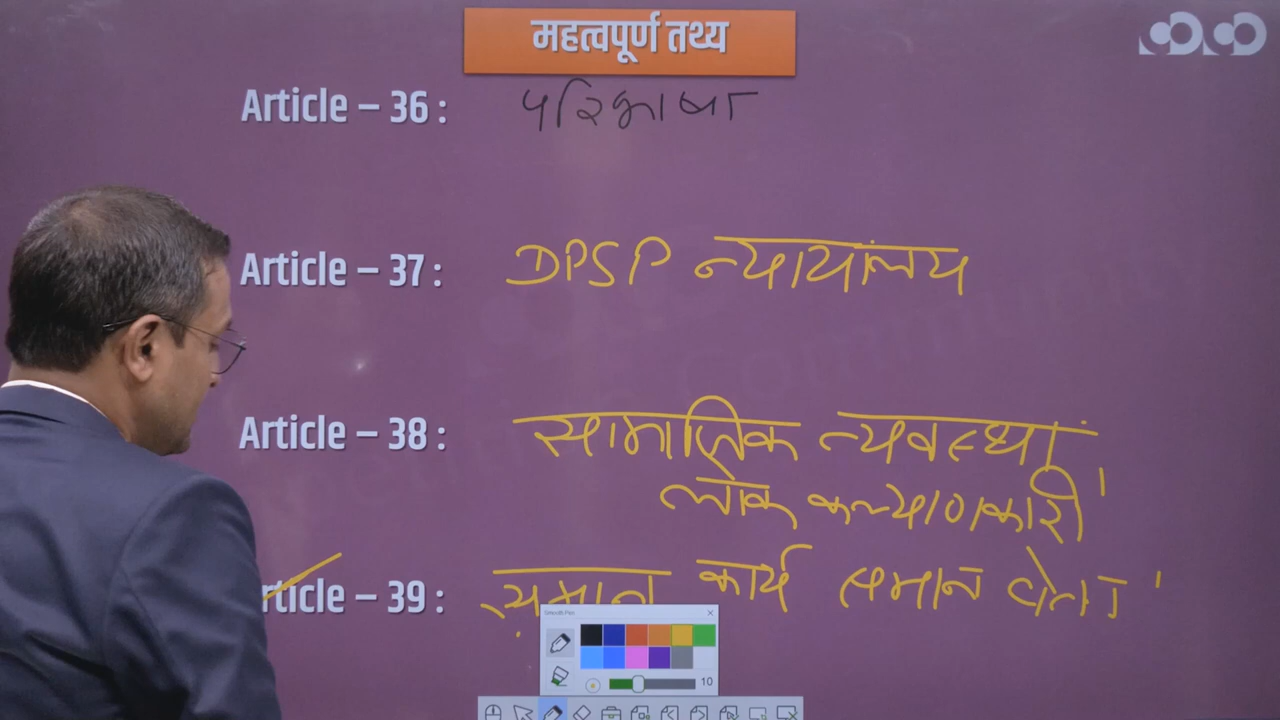 महत्वपूर्ण तथ्य
Article – 36 : परिभाषा
Article – 37 : DPSP न्यायालय
Article – 38 : सामाजिक व्यवस्था
लोक कल्याणकारी
rticle – 39 : समान कार्य समान वेतन
Smooth Pen
10